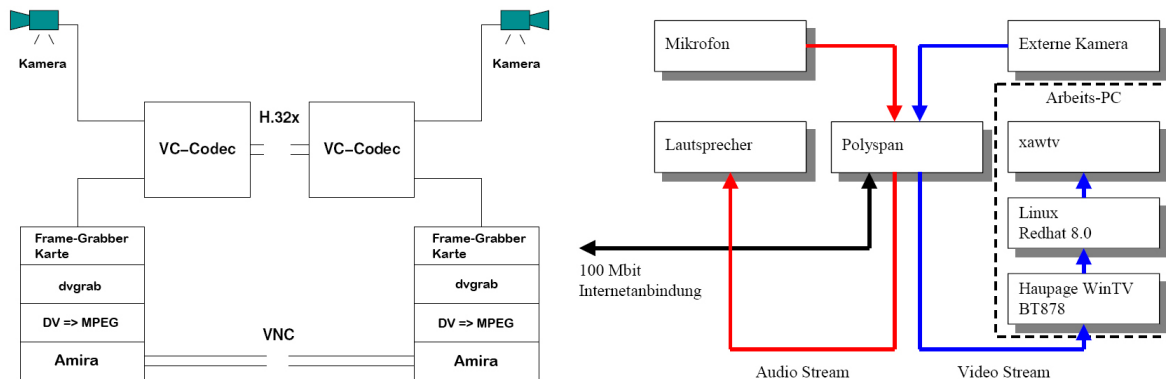 Kamera
Kamera
H.32x
VC-Codec
VC-Codec
Frame-Grabber
Karte
dvgrab
DV => MPEG
Amira
VNC
Frame-Grabber
Karte
dvgrab
DV => MPEG
Amira
Mikrofon
Externe Kamera
Arbeits-PC
Lautsprecher
Polyspan
xawtv
Linux
Redhat 8.0
100 Mbit
Internetanbindung
Haupage WinTV
BT878
Audio Stream
Video Stream